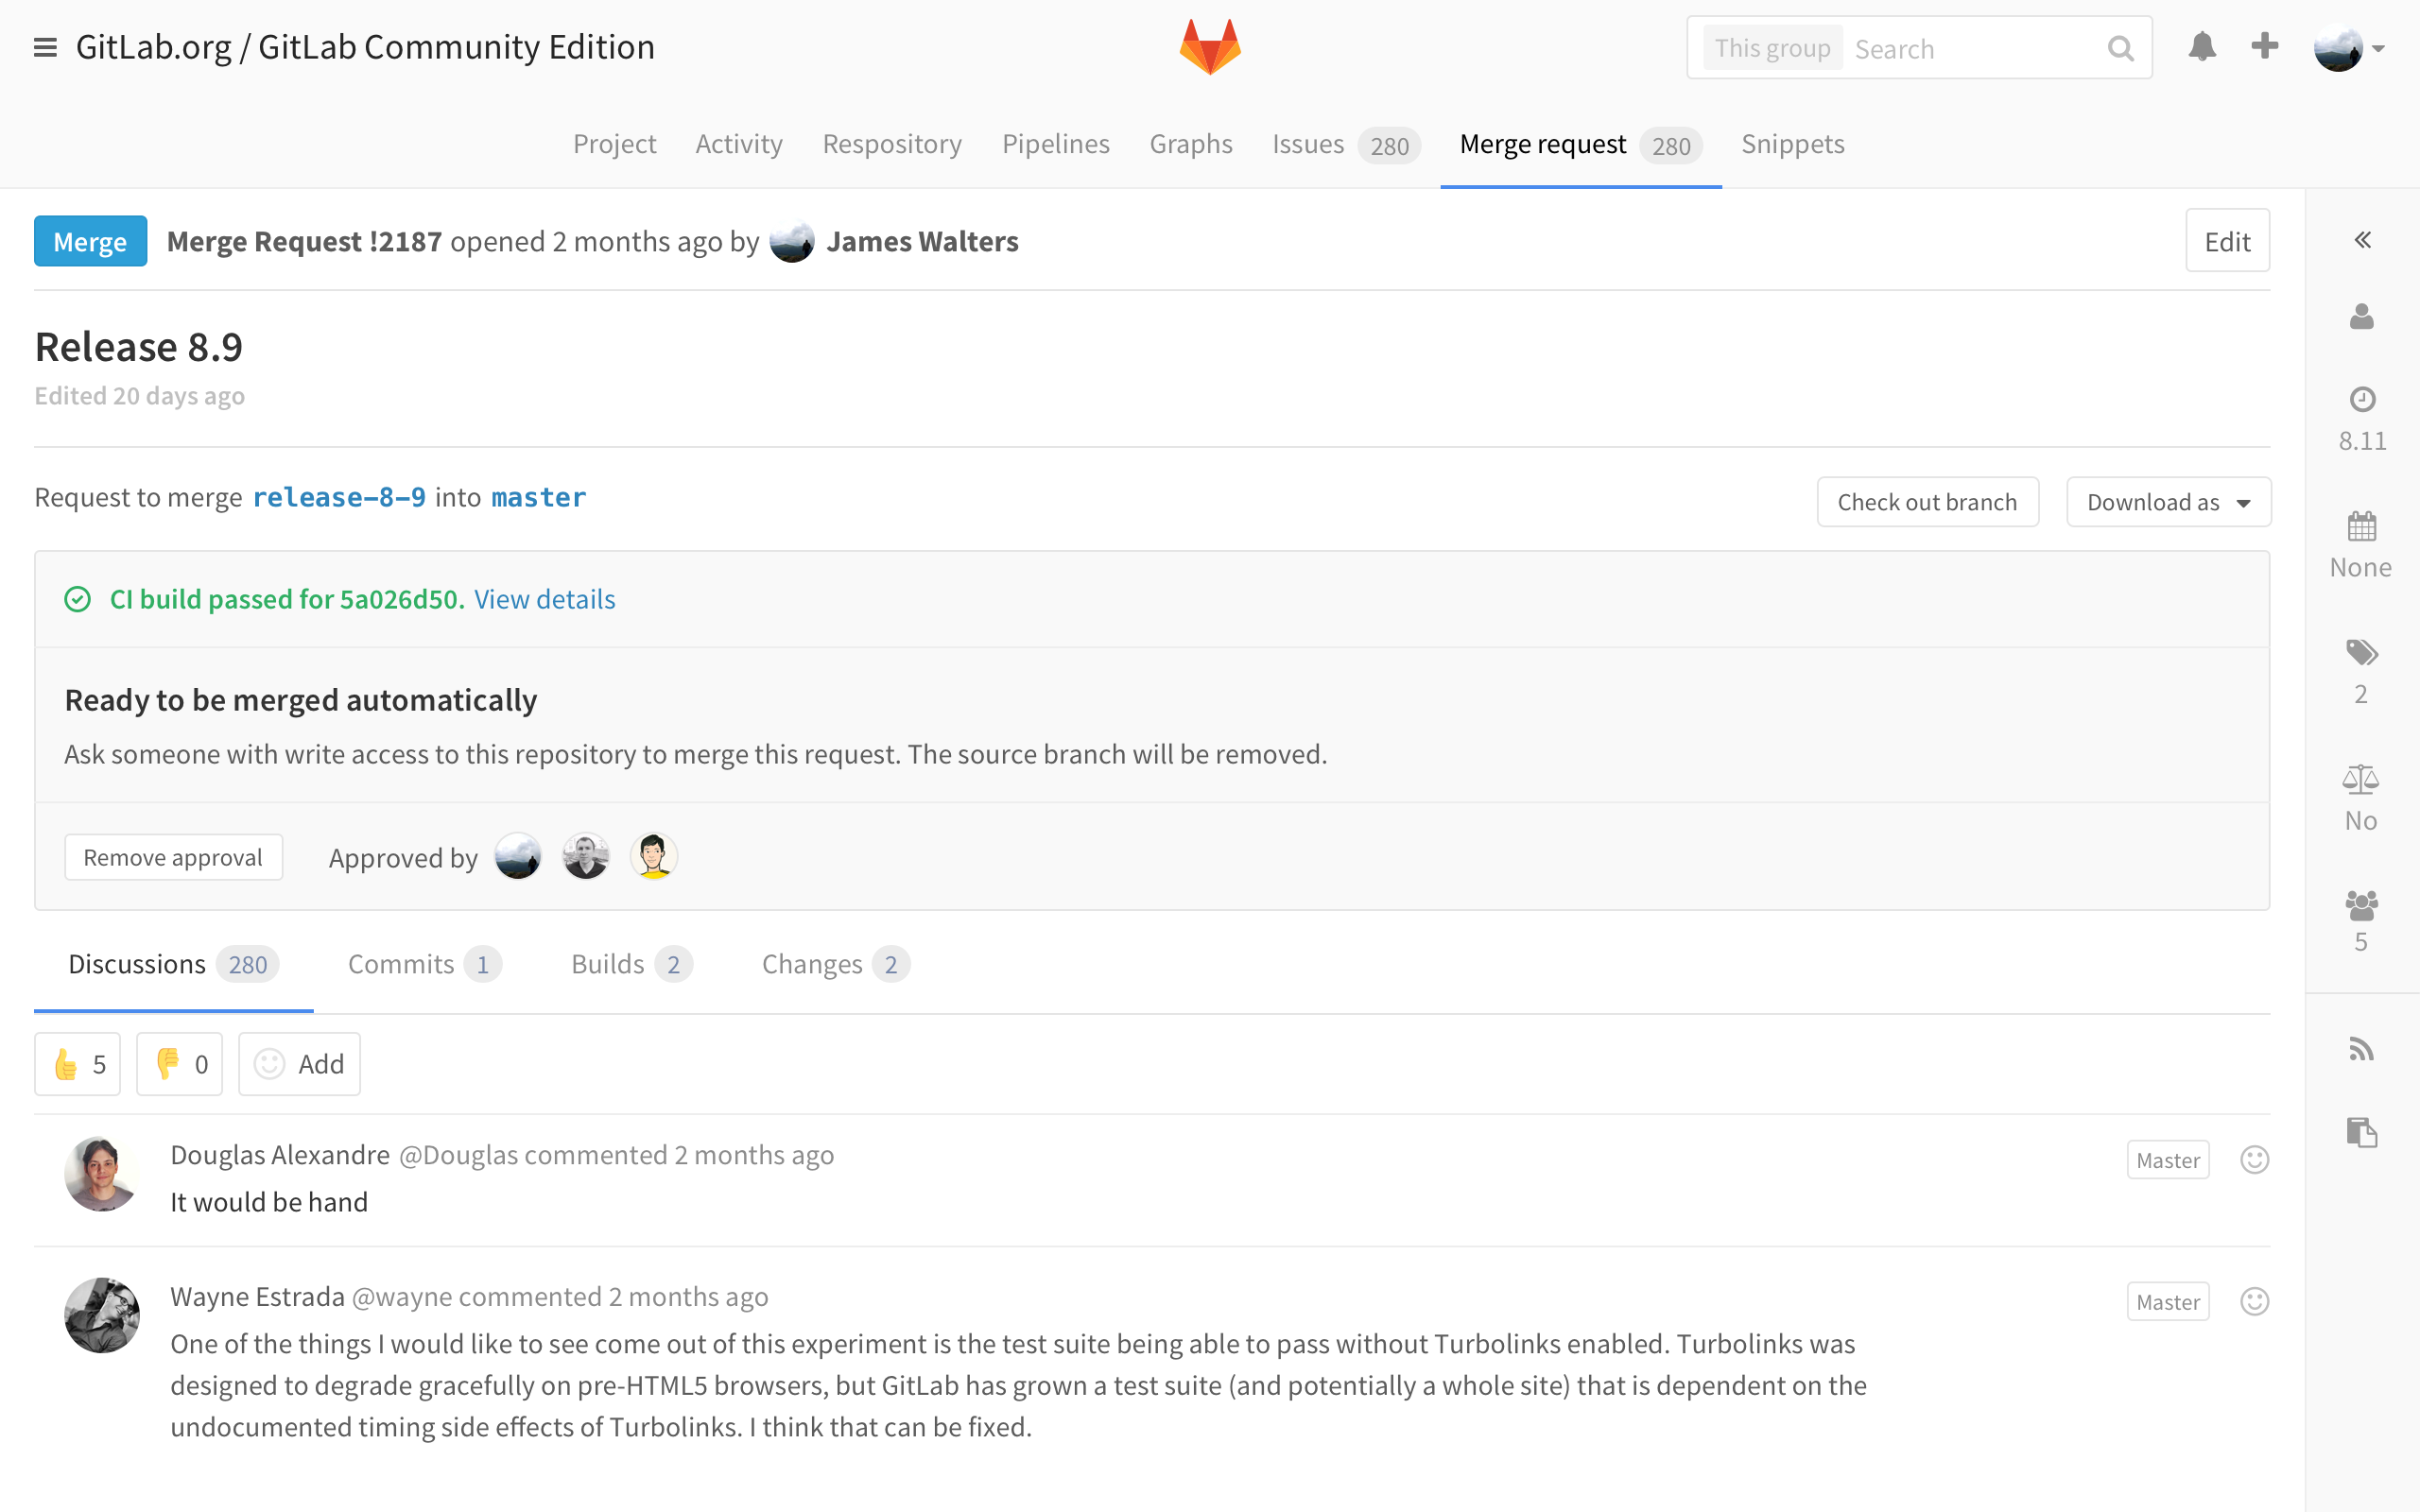 GitLab.org / GitLab Community Edition
This group Search
Project Activity Respository Pipelines Graphs Issues 280 Merge request 280 Snippets
Merge Merge Request !2187 opened 2 months ago by James Walters Edit
Release 8.9
Edited 20 days ago
8.11
Request to merge release-8-9 into master Check out branch Download as
None
CI build passed for 5a026d50. View details
2
Ready to be merged automatically
Ask someone with write access to this repository to merge this request. The source branch will be removed.
No
Remove approval Approved by
5
Discussions 280 Commits 1 Builds 2 Changes 2
5 0 Add
Douglas Alexandre @Douglas commented 2 months ago Master
It would be hand
Wayne Estrada @wayne commented 2 months ago Master
One of the things I would like to see come out of this experiment is the test suite being able to pass without Turbolinks enabled. Turbolinks was
designed to degrade gracefully on pre-HTML5 browsers, but GitLab has grown a test suite (and potentially a whole site) that is dependent on the
undocumented timing side effects of Turbolinks. I think that can be fixed.